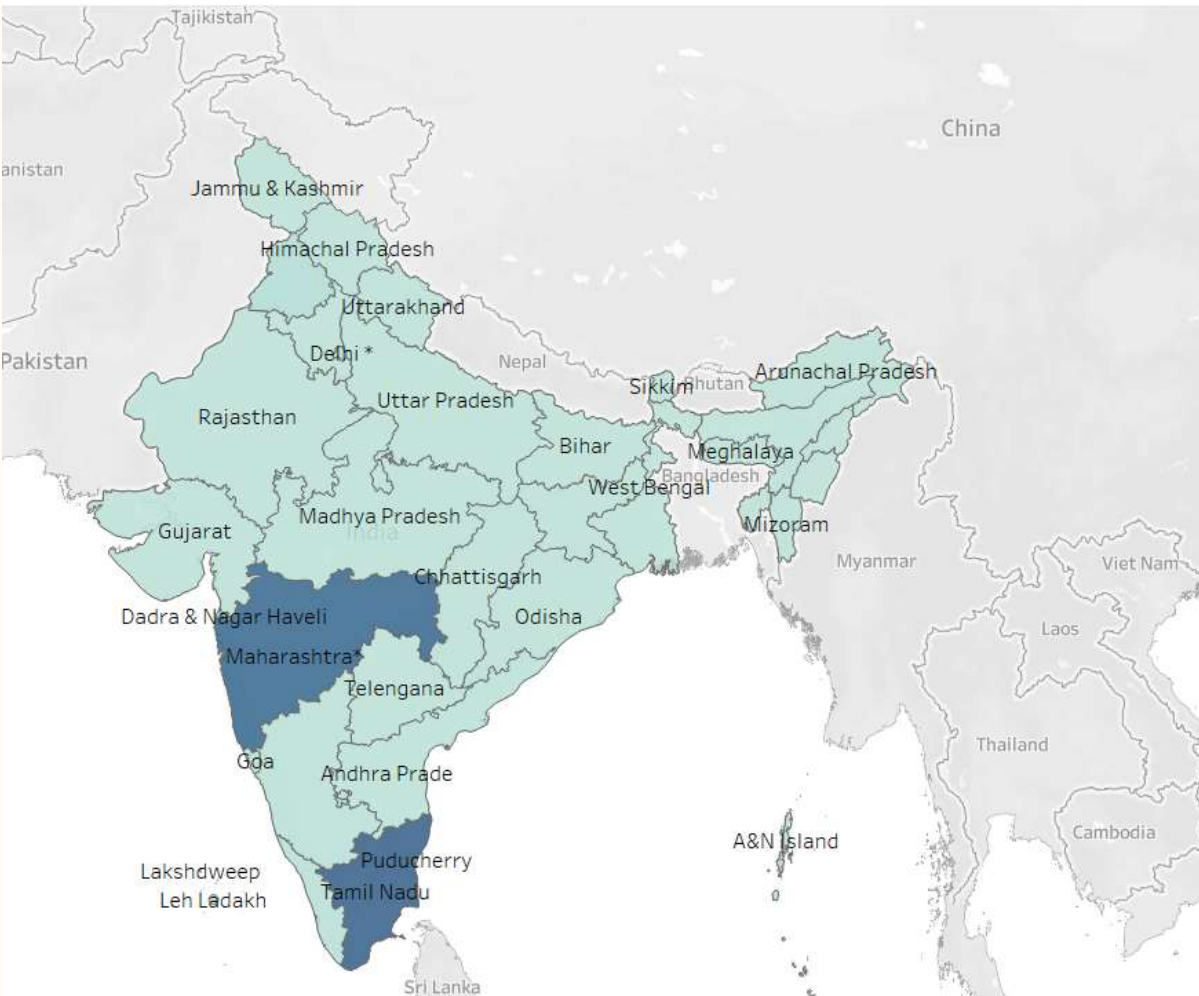 Tajikistan
China
anistan
Jammu & Kashmir
Himachal Pradesh
Uttarakhand
Delhi *
Pakistan
Nepal
Sikkim
Bhutan
Arunachal Pradesh
Rajasthan
Uttar Pradesh
Bihar
Meghalaya
Bangladesh
West Bengal
Gujarat
Madhya Pradesh
India
Mizoram
Myanmar
Viet Nam
Chhattisgarh
Dadra & Nagar Haveli
Odisha
Laos
Maharashtra*
Telengana
Thailand
Goa
Andhra Prade
A&N Island
Cambodia
Puducherry
Lakshdweep
Tamil Nadu
Leh Ladakh
Sri Lanka